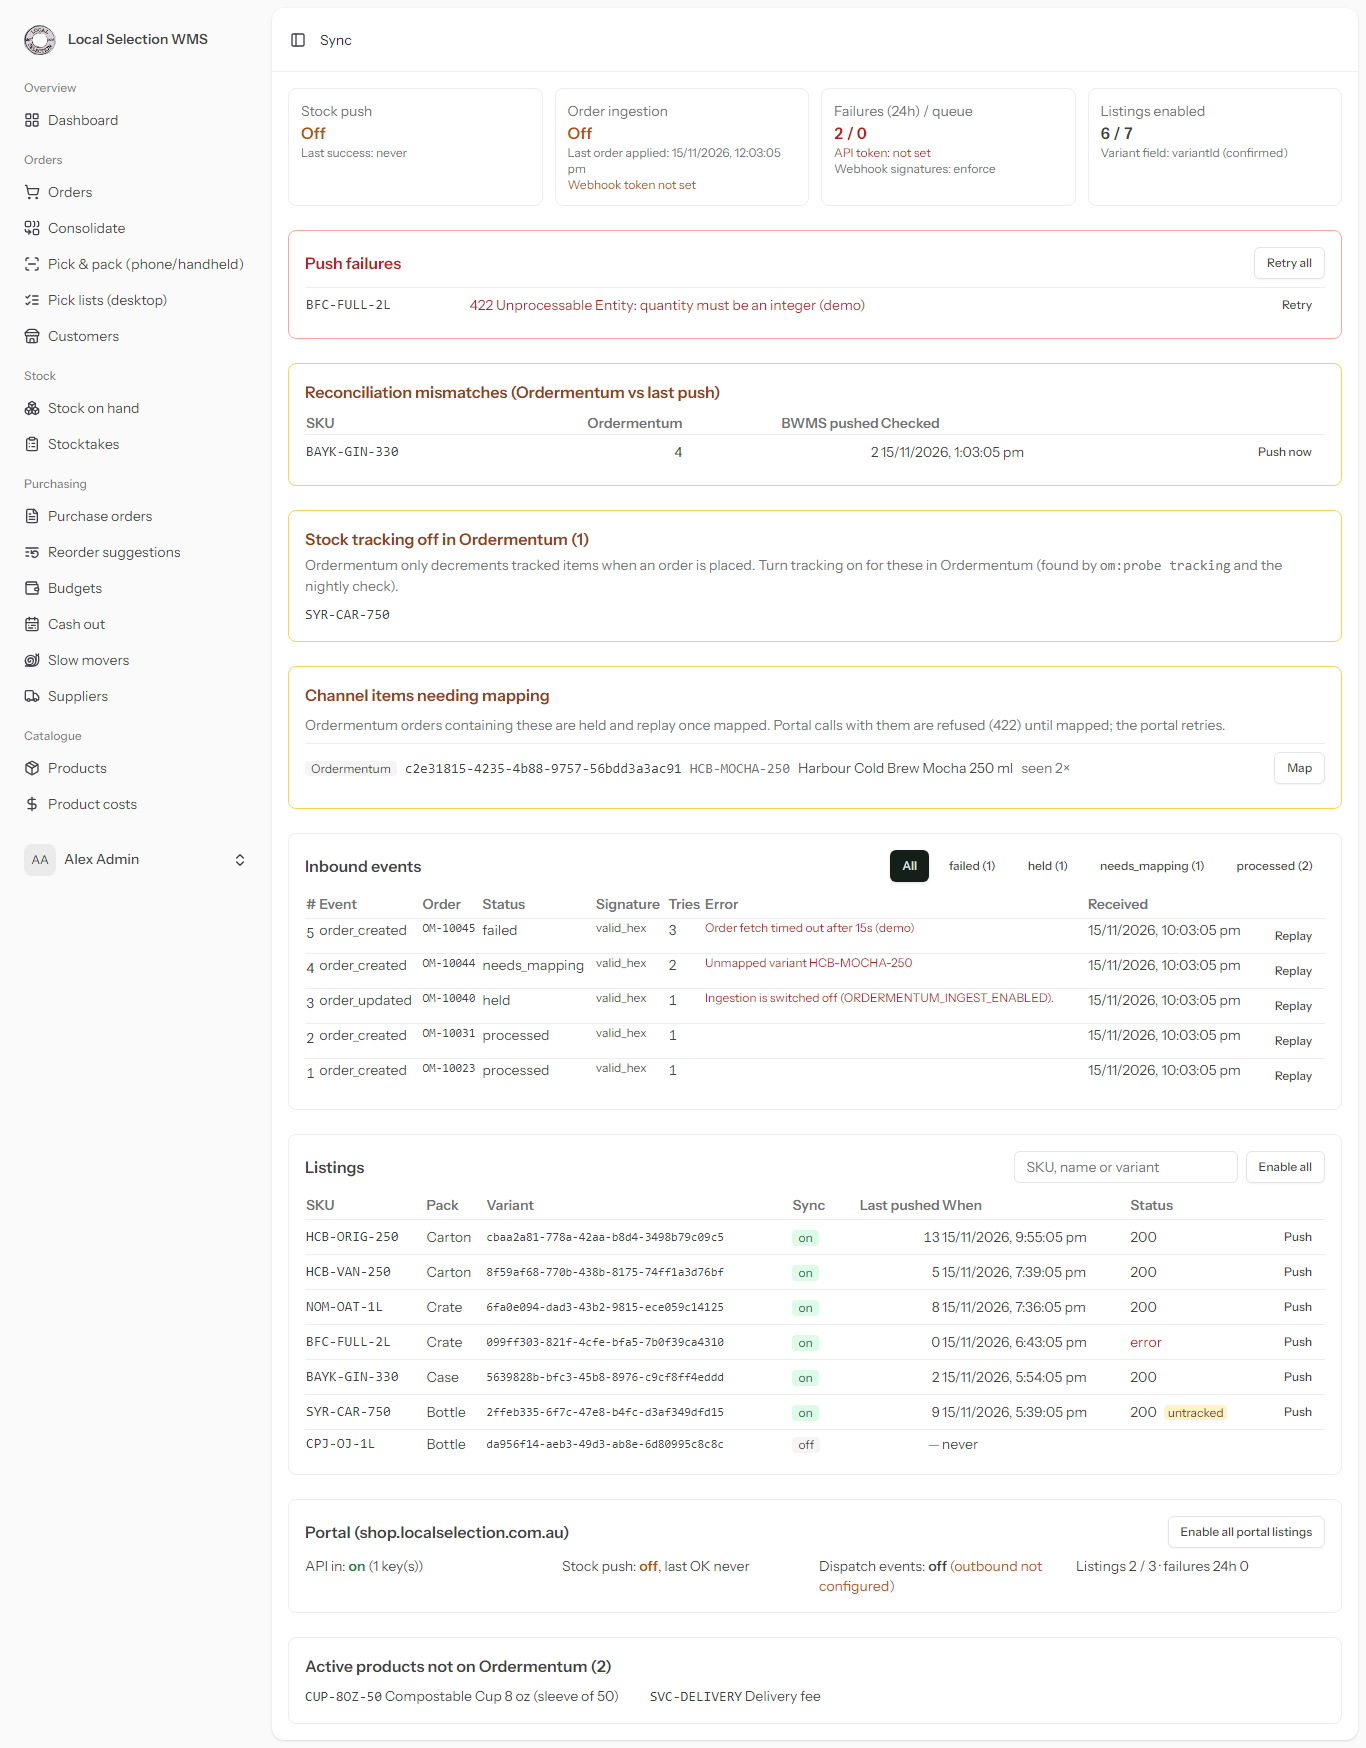 Local Selection WMS
Overview
Dashboard
Orders
Orders
Consolidate
Pick & pack (phone/handheld)
Pick lists (desktop)
Customers
Stock
Stock on hand
Stocktakes
Purchasing
Purchase orders
Reorder suggestions
Budgets
Cash out
Slow movers
Suppliers
Catalogue
Products
Product costs
AA Alex Admin
Sync
Stock push
Off
Last success: never
Order ingestion
Off
Last order applied: 15/11/2026, 12:03:05
pm
Webhook token not set
Failures (24h) / queue
2 / 0
API token: not set
Webhook signatures: enforce
Listings enabled
6 / 7
Variant field: variantId (confirmed)
Push failures Retry all
BFC-FULL-2L 422 Unprocessable Entity: quantity must be an integer (demo) Retry
Reconciliation mismatches (Ordermentum vs last push)
SKU Ordermentum BWMS pushed Checked
BAYK-GIN-330 4 2 15/11/2026, 1:03:05 pm Push now
Stock tracking off in Ordermentum (1)
Ordermentum only decrements tracked items when an order is placed. Turn tracking on for these in Ordermentum (found by om:probe tracking and the
nightly check).
SYR-CAR-750
Channel items needing mapping
Ordermentum orders containing these are held and replay once mapped. Portal calls with them are refused (422) until mapped; the portal retries.
Ordermentum c2e31815-4235-4b88-9757-56bdd3a3ac91 HCB-MOCHA-250 Harbour Cold Brew Mocha 250 ml seen 2× Map
Inbound events All failed (1) held (1) needs_mapping (1) processed (2)
# Event Order Status Signature Tries Error Received
5 order_created OM-10045 failed valid_hex 3 Order fetch timed out after 15s (demo) 15/11/2026, 10:03:05 pm Replay
4 order_created OM-10044 needs_mapping valid_hex 2 Unmapped variant HCB-MOCHA-250 15/11/2026, 10:03:05 pm Replay
3 order_updated OM-10040 held valid_hex 1 Ingestion is switched off (ORDERMENTUM_INGEST_ENABLED). 15/11/2026, 10:03:05 pm Replay
2 order_created OM-10031 processed valid_hex 1 15/11/2026, 10:03:05 pm Replay
1 order_created OM-10023 processed valid_hex 1 15/11/2026, 10:03:05 pm Replay
Listings SKU, name or variant Enable all
SKU Pack Variant Sync Last pushed When Status
HCB-ORIG-250 Carton cbaa2a81-778a-42aa-b8d4-3498b79c09c5 on 13 15/11/2026, 9:55:05 pm 200 Push
HCB-VAN-250 Carton 8f59af68-770b-438b-8175-74ff1a3d76bf on 5 15/11/2026, 7:39:05 pm 200 Push
NOM-OAT-1L Crate 6fa0e094-dad3-43b2-9815-ece059c14125 on 8 15/11/2026, 7:36:05 pm 200 Push
BFC-FULL-2L Crate 099ff303-821f-4cfe-bfa5-7b0f39ca4310 on 0 15/11/2026, 6:43:05 pm error Push
BAYK-GIN-330 Case 5639828b-bfc3-45b8-8976-c9cf8ff4eddd on 2 15/11/2026, 5:54:05 pm 200 Push
SYR-CAR-750 Bottle 2ffeb335-6f7c-47e8-b4fc-d3af349dfd15 on 9 15/11/2026, 5:39:05 pm 200 untracked Push
CPJ-OJ-1L Bottle da956f14-aeb3-49d3-ab8e-6d80995c8c8c off — never
Portal (shop.localselection.com.au) Enable all portal listings
API in: on (1 key(s)) Stock push: off, last OK never Dispatch events: off (outbound not Listings 2 / 3 · failures 24h 0
configured)
Active products not on Ordermentum (2)
CUP-8OZ-50 Compostable Cup 8 oz (sleeve of 50) SVC-DELIVERY Delivery fee